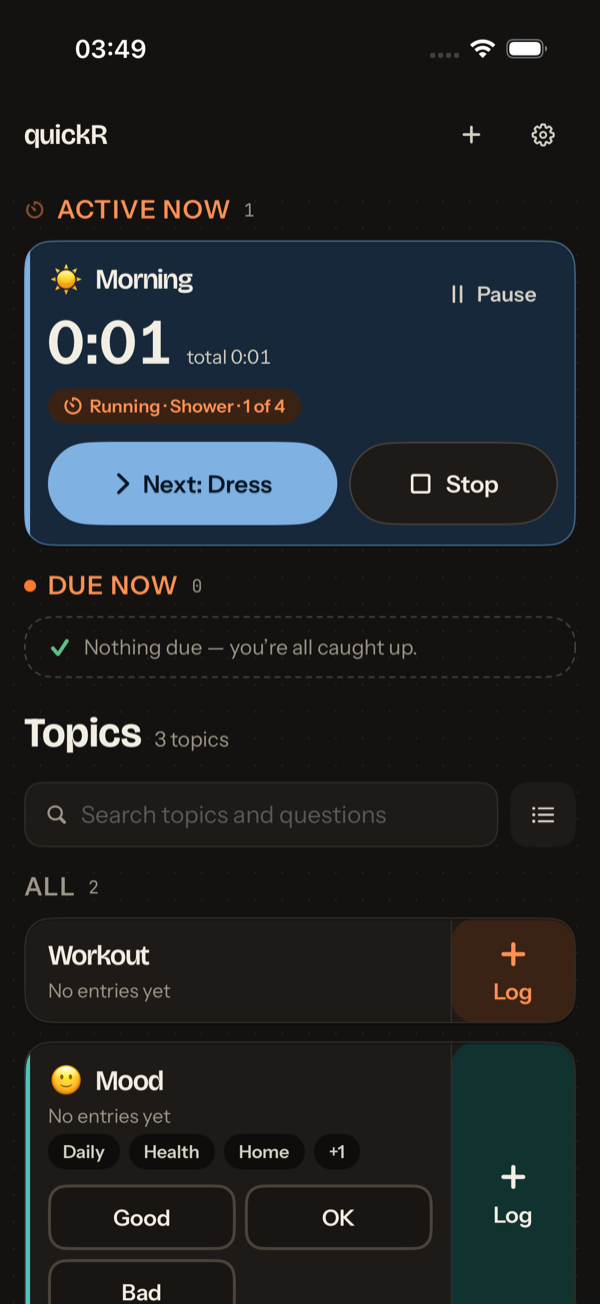 03:49
quickR
ACTIVE NOW 1
Morning
Pause
0:01 total 0:01
Running · Shower · 1 of 4
Next: Dress
Stop
DUE NOW 0
Nothing due — you’re all caught up.
Topics 3 topics
Search topics and questions
ALL 2
Workout
No entries yet
Log
Mood
No entries yet
Daily Health Home +1
Log
Good OK
Bad